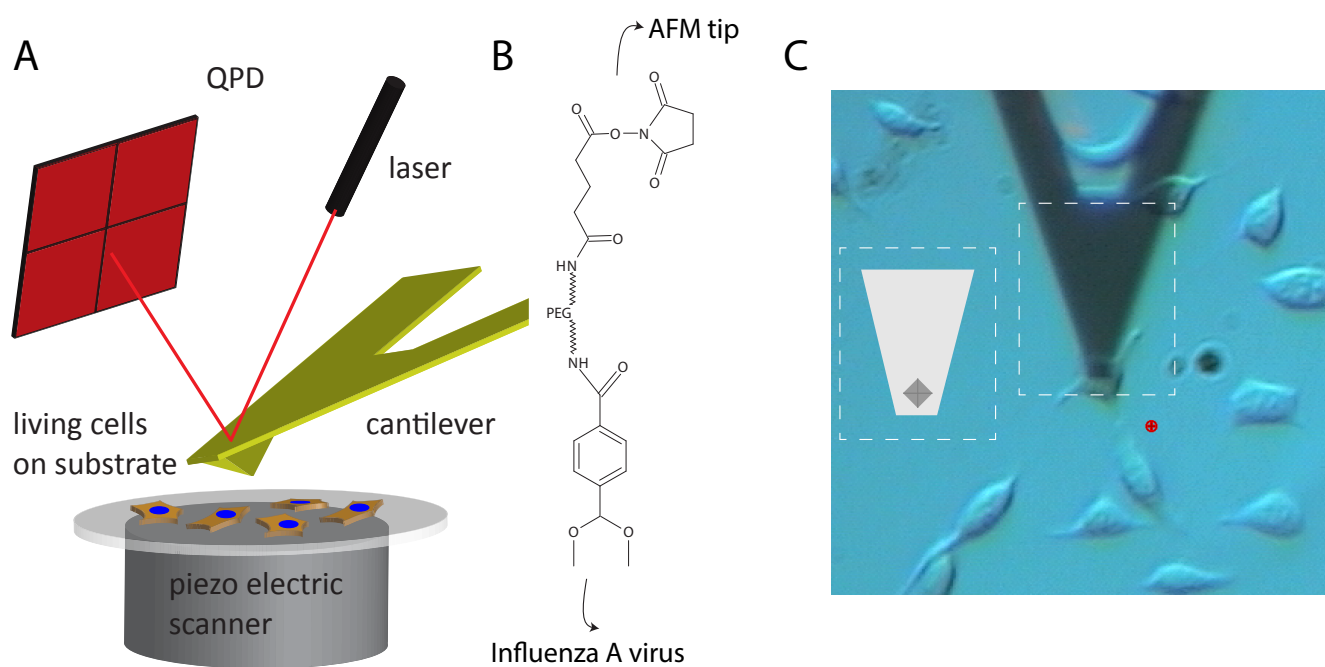 A
QPD
laser
living cells
on substrate
cantilever
piezo electric
scanner
B
AFM tip
O
O
O
N
O
O
HN
PEG
NH
O
O
O
Influenza A virus
C